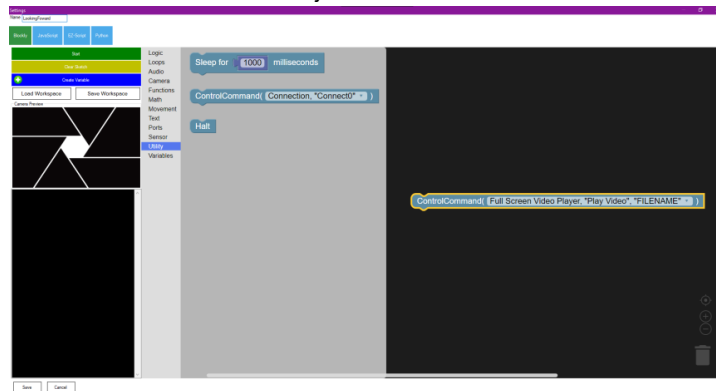 Settings
Name LookingFoward
Blockly JavaScript EZ-Script Python
Start
Clear Sketch
Create Variable
Load Workspace Save Workspace
Camera Preview
Logic
Loops
Audio
Camera
Functions
Math
Movement
Text
Ports
Sensor
Utility
Variables
Sleep for 1000 milliseconds
ControlCommand( Connection, "Connect0" )
Halt
ControlCommand( Full Screen Video Player, "Play Video", "FILENAME" )
Save Cancel